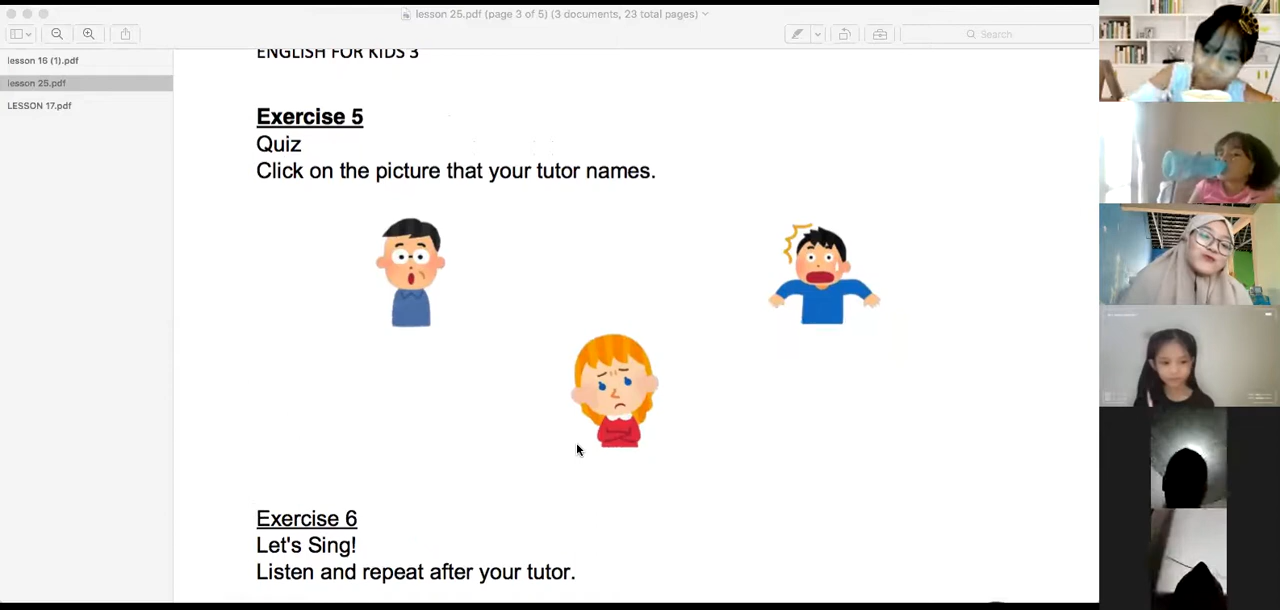 lesson 25.pdf (page 3 of 5) (3 documents, 23 total pages)
Search
lesson 16 (1).pdf
lesson 25.pdf
LESSON 17.pdf
ENGLISH FOR KIDS 3
Exercise 5
Quiz
Click on the picture that your tutor names.
Exercise 6
Let's Sing!
Listen and repeat after your tutor.